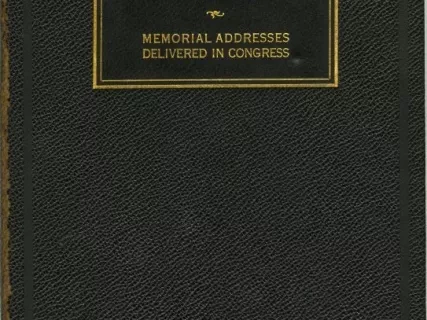 MEMORIAL ADDRESSES
DELIVERED IN CONGRESS